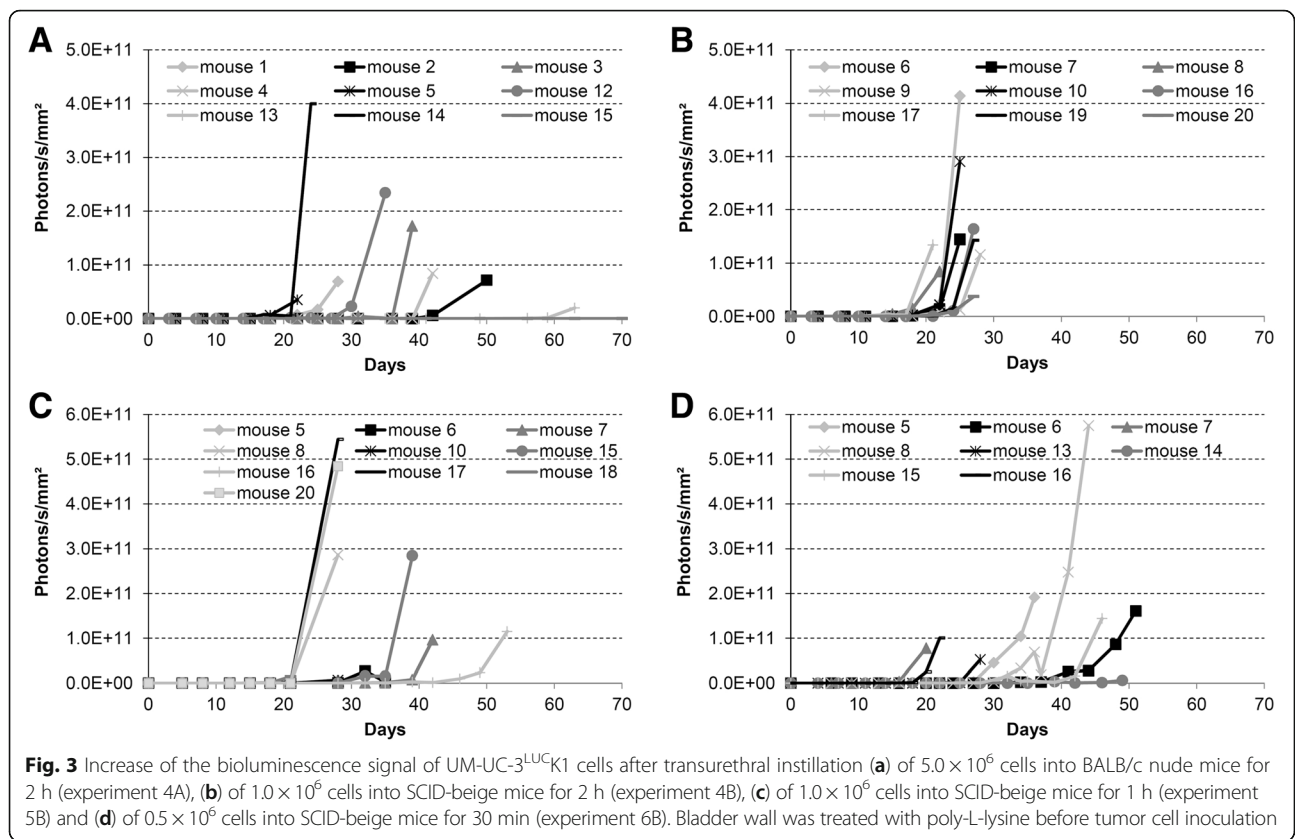 A
5.0E+11
4.0E+11
3.0E+11
2.0E+11
1.0E+11
0.0E+00
Photons/s/mm²
mouse 1 mouse 2 mouse 3
mouse 4 mouse 5 mouse 12
mouse 13 mouse 14 mouse 15
0 10 20 30 40 50 60 70
Days
B
5.0E+11
4.0E+11
3.0E+11
2.0E+11
1.0E+11
0.0E+00
Photons/s/mm²
mouse 6 mouse 7 mouse 8
mouse 9 mouse 10 mouse 16
mouse 17 mouse 19 mouse 20
0 10 20 30 40 50 60 70
Days
C
6.0E+11
5.0E+11
4.0E+11
3.0E+11
2.0E+11
1.0E+11
0.0E+00
Photons/s/mm²
mouse 5 mouse 6 mouse 7
mouse 8 mouse 10 mouse 15
mouse 16 mouse 17 mouse 18
mouse 20
0 10 20 30 40 50 60 70
Days
D
6.0E+11
5.0E+11
4.0E+11
3.0E+11
2.0E+11
1.0E+11
0.0E+00
Photons/s/mm²
mouse 5 mouse 6 mouse 7
mouse 8 mouse 13 mouse 14
mouse 15 mouse 16
0 10 20 30 40 50 60 70
Days
Fig. 3 Increase of the bioluminescence signal of UM-UC-3ᴸᵁᶜK1 cells after transurethral instillation (a) of 5.0 × 10⁶ cells into BALB/c nude mice for
2 h (experiment 4A), (b) of 1.0 × 10⁶ cells into SCID-beige mice for 2 h (experiment 4B), (c) of 1.0 × 10⁶ cells into SCID-beige mice for 1 h (experiment
5B) and (d) of 0.5 × 10⁶ cells into SCID-beige mice for 30 min (experiment 6B). Bladder wall was treated with poly-L-lysine before tumor cell inoculation